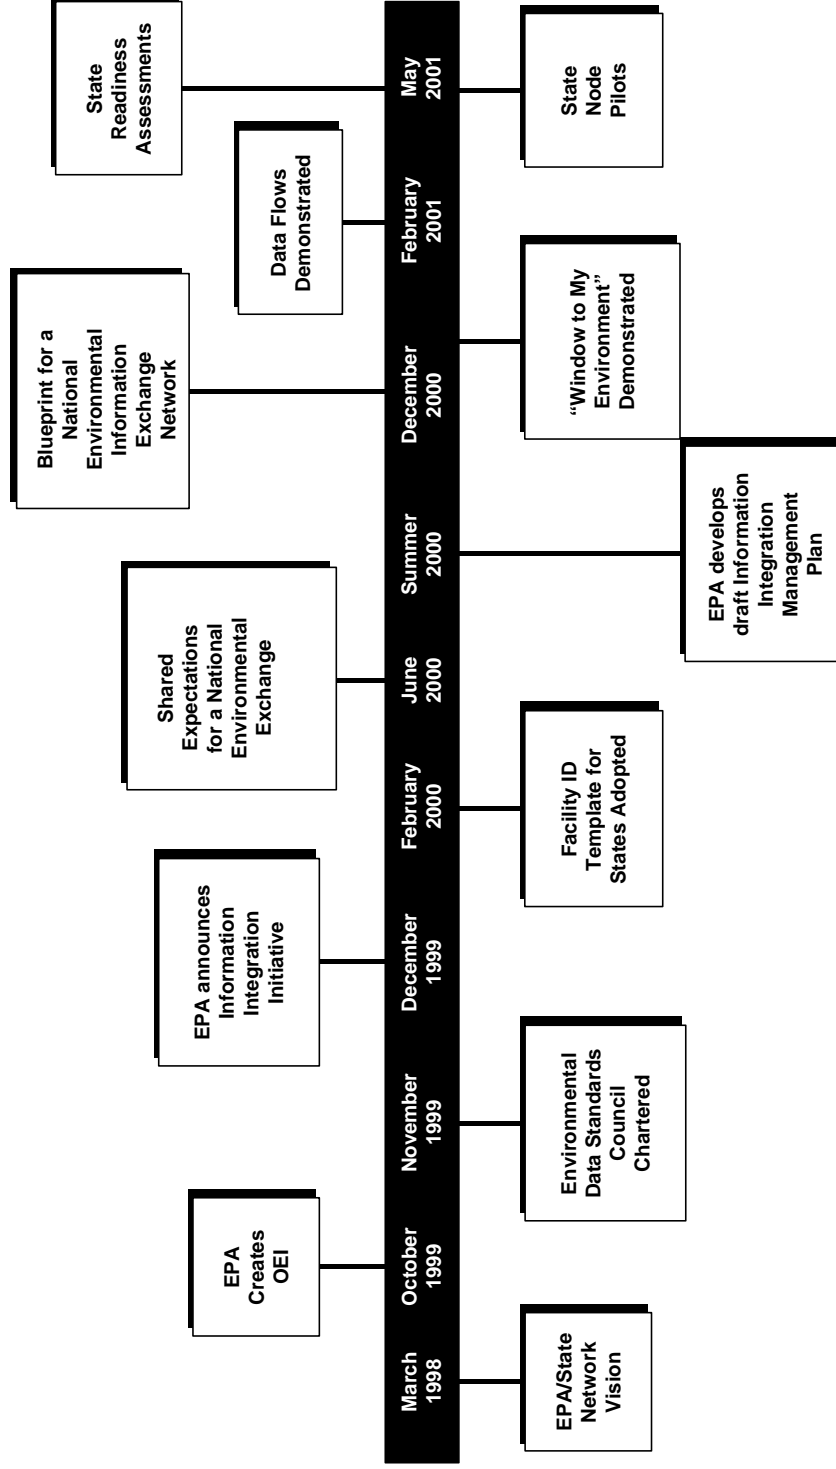 State
Readiness
Assessments
Data Flows
Demonstrated
Blueprint for a
National
Environmental
Information
Exchange
Network
Shared
Expectations
for a National
Environmental
Exchange
EPA announces
Information
Integration
Initiative
EPA
Creates
OEI
March
1998
October
1999
November
1999
December
1999
February
2000
June
2000
Summer
2000
December
2000
February
2001
May
2001
EPA/State
Network
Vision
Environmental
Data Standards
Council
Chartered
Facility ID
Template for
States Adopted
EPA develops
draft Information
Integration
Management
Plan
“Window to My
Environment”
Demonstrated
State
Node
Pilots